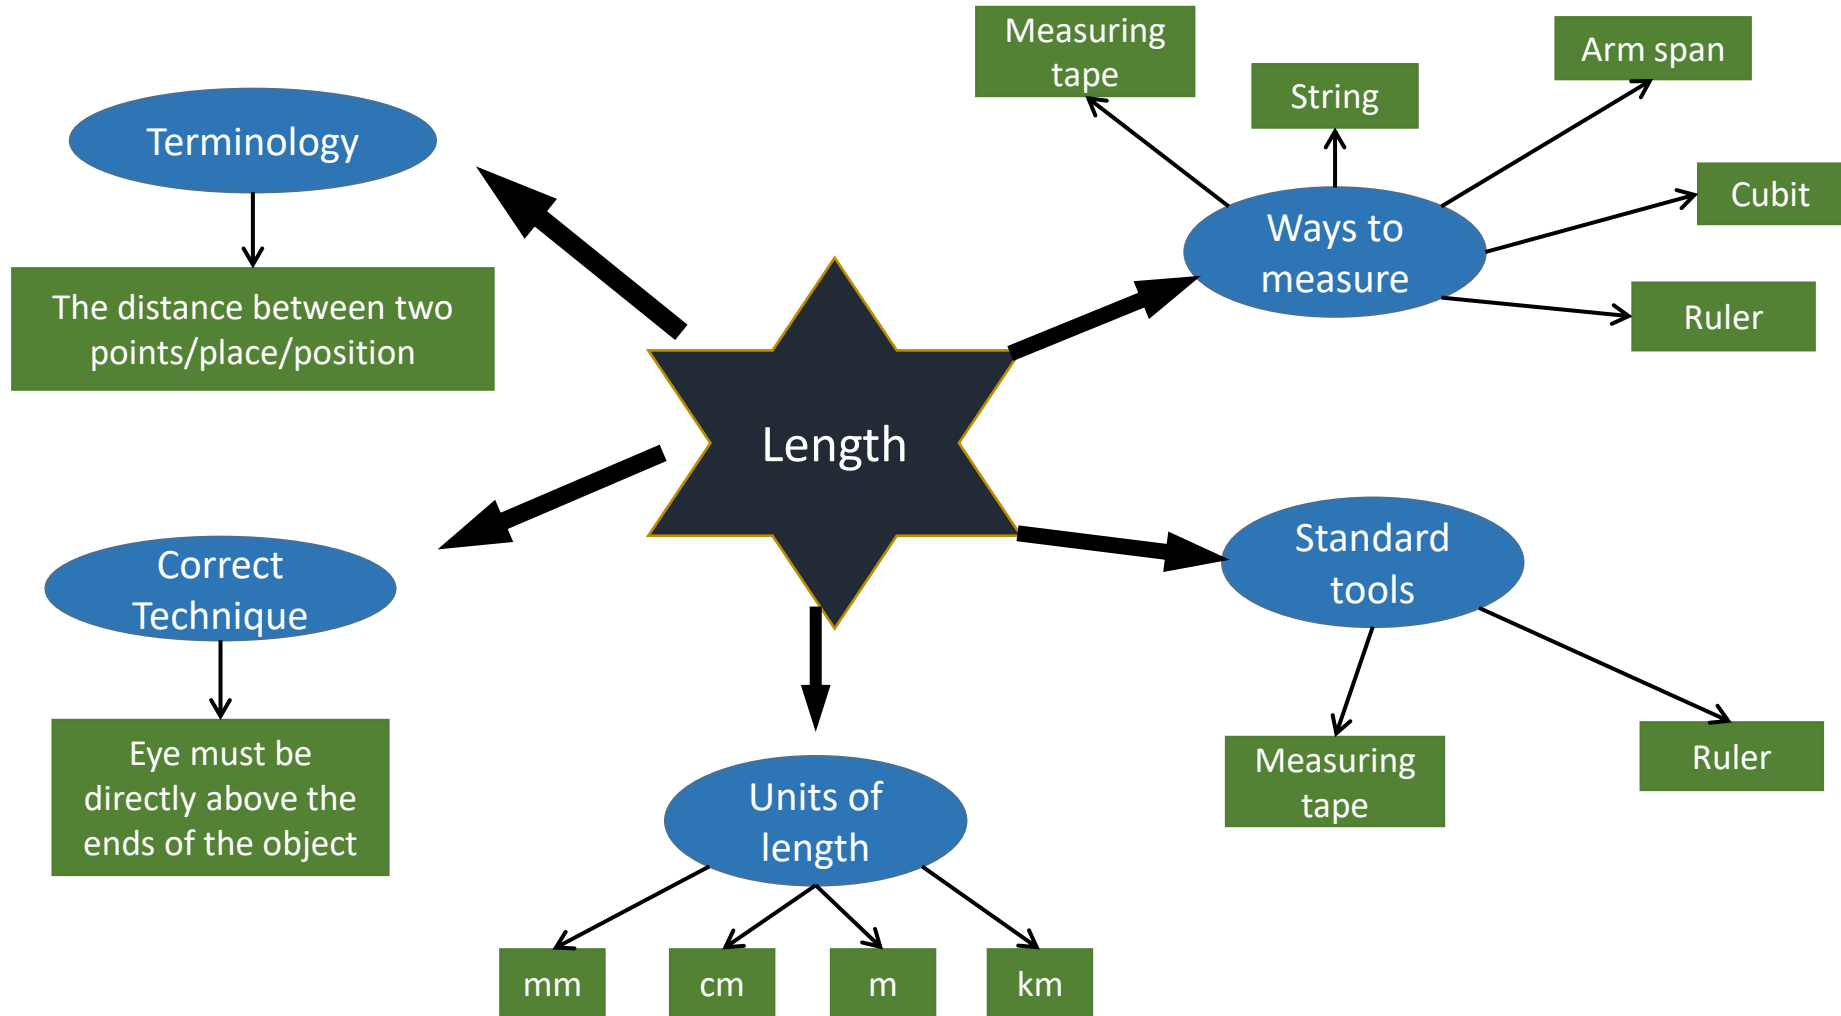 Measuring
tape
String
Arm span
Terminology
Cubit
Ways to
measure
The distance between two
points/place/position
Ruler
Length
Correct
Technique
Standard
tools
Eye must be
directly above the
ends of the object
Units of
length
Measuring
tape
Ruler
mm
cm
m
km